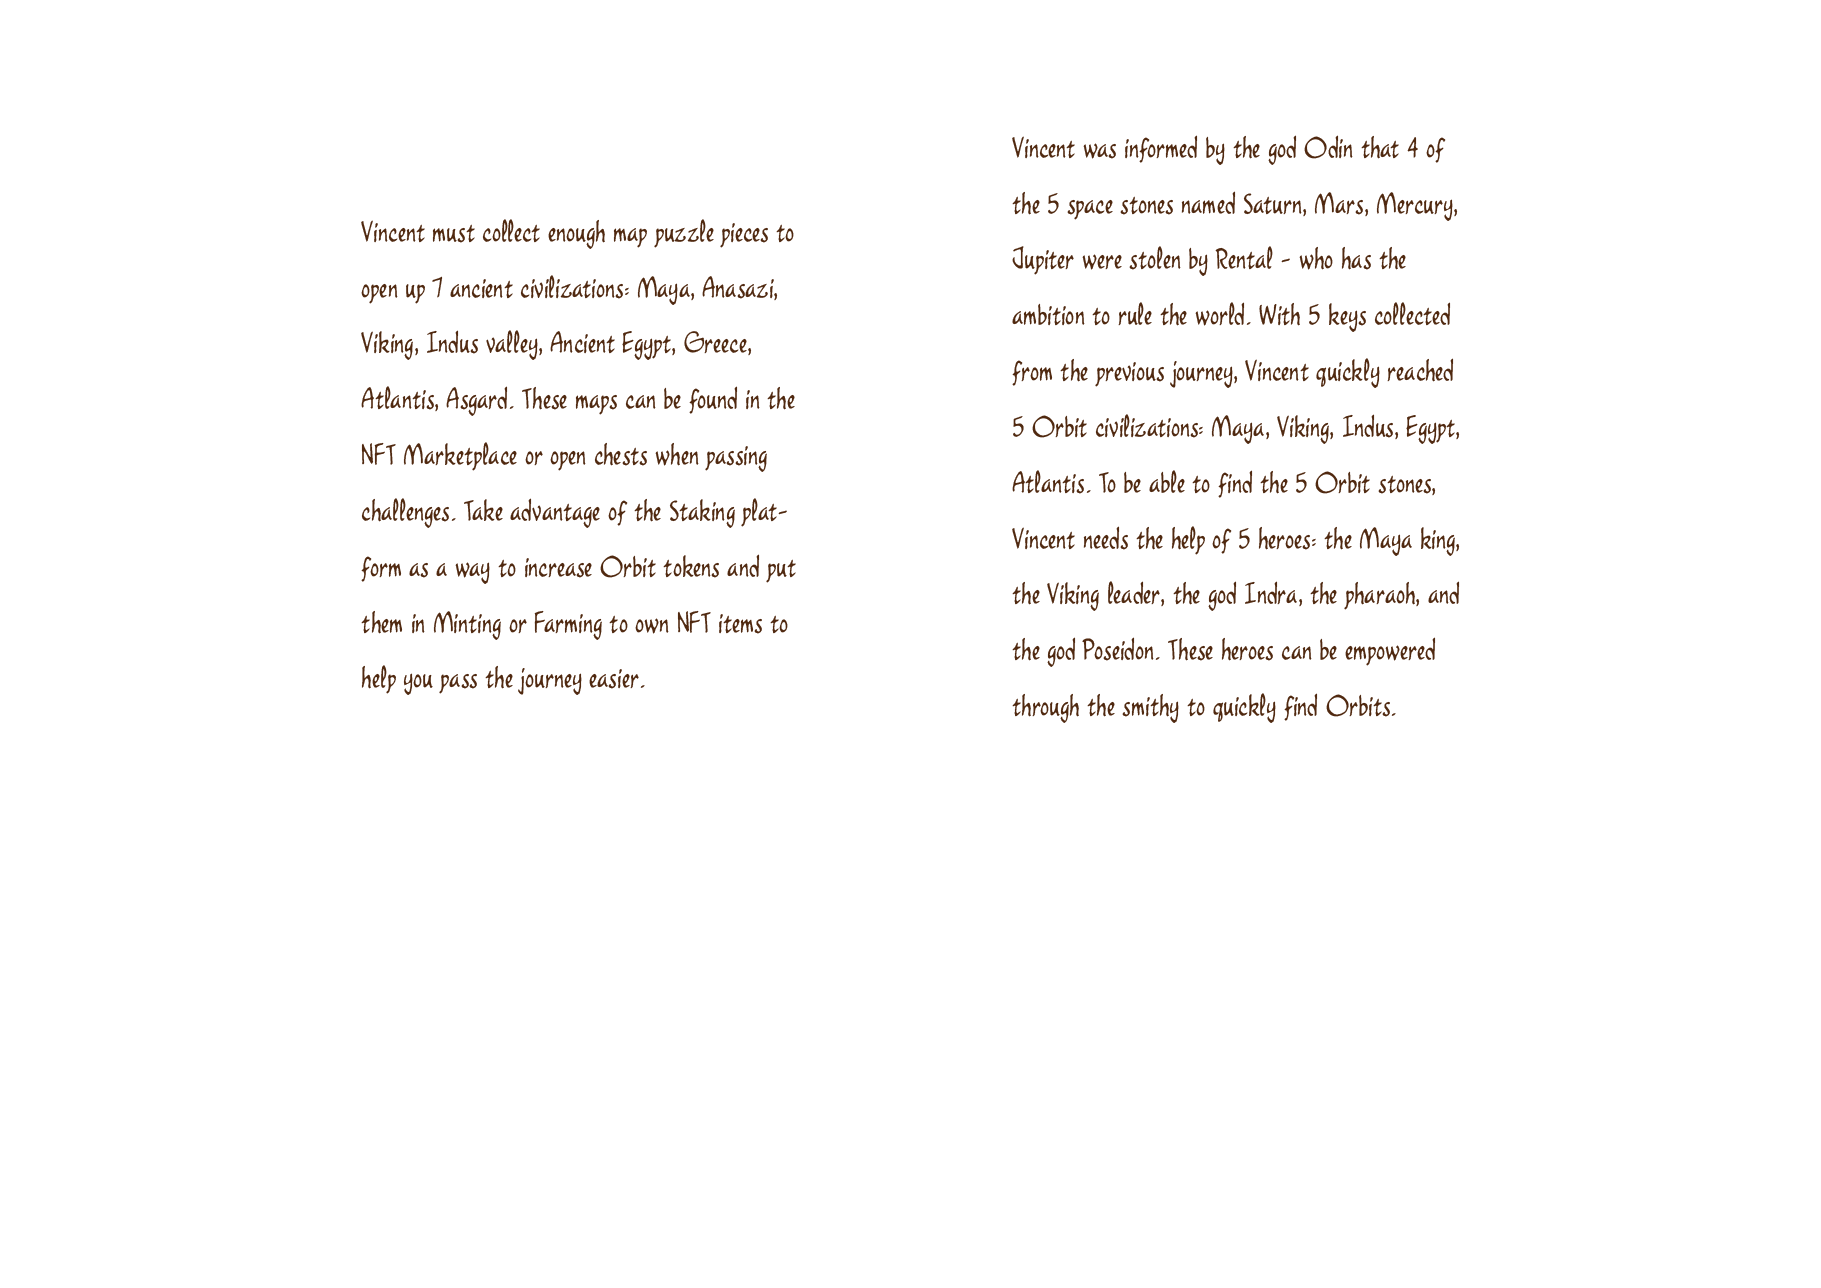 Vincent must collect enough map puzzle pieces to
open up 7 ancient civilizations: Maya, Anasazi,
Viking, Indus valley, Ancient Egypt, Greece,
Atlantis, Asgard. These maps can be found in the
NFT Marketplace or open chests when passing
challenges. Take advantage of the Staking plat-
form as a way to increase Orbit tokens and put
them in Minting or Farming to own NFT items to
help you pass the journey easier.
Vincent was informed by the god Odin that 4 of
the 5 space stones named Saturn, Mars, Mercury,
Jupiter were stolen by Rental - who has the
ambition to rule the world. With 5 keys collected
from the previous journey, Vincent quickly reached
5 Orbit civilizations: Maya, Viking, Indus, Egypt,
Atlantis. To be able to find the 5 Orbit stones,
Vincent needs the help of 5 heroes: the Maya king,
the Viking leader, the god Indra, the pharaoh, and
the god Poseidon. These heroes can be empowered
through the smithy to quickly find Orbits.